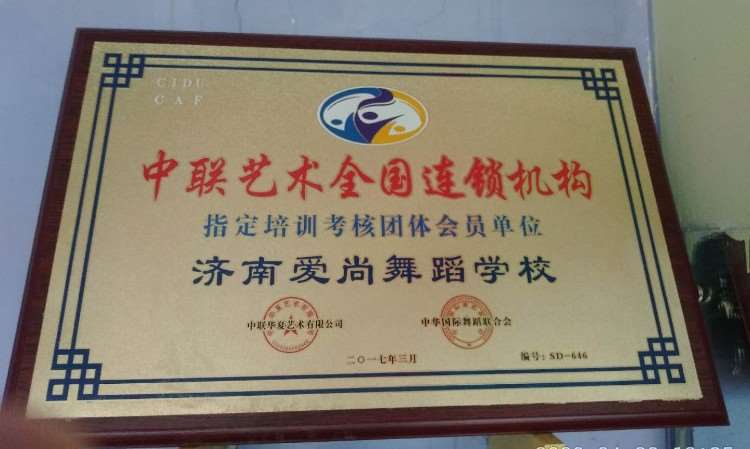 CIDU
CAF
中联艺术全国连锁机构
指定培训考核团体会员单位
济南爱尚舞蹈学校
中联华夏艺术有限公司
中华国际舞蹈联合会
二〇一七年三月
编号：SD-646